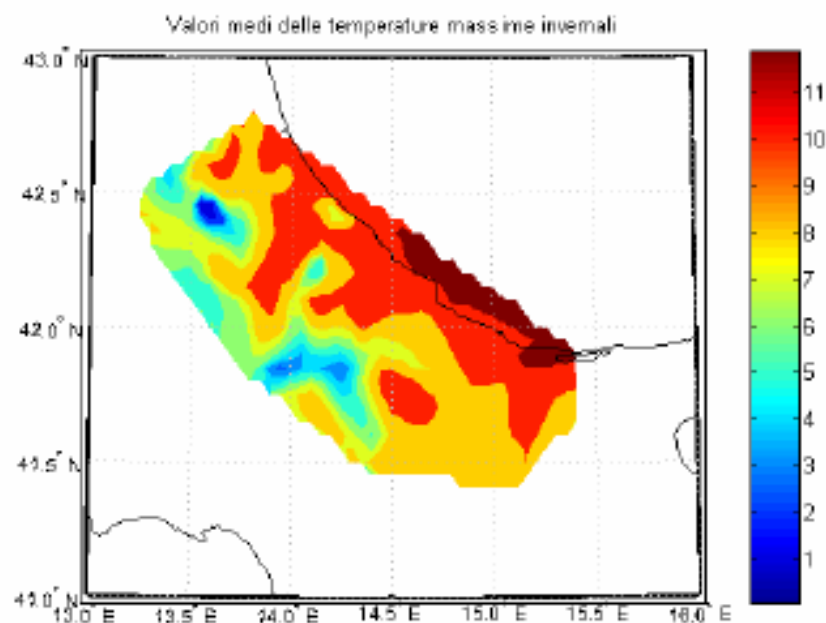 Valori medi delle temperature massime invernali
43.0° N
42.5° N
42.0° N
41.5° N
41.0° N
13.0° E 13.5° E 14.0° E 14.5° E 15.0° E 15.5° E 16.0° E
11
10
9
8
7
6
5
4
3
2
1